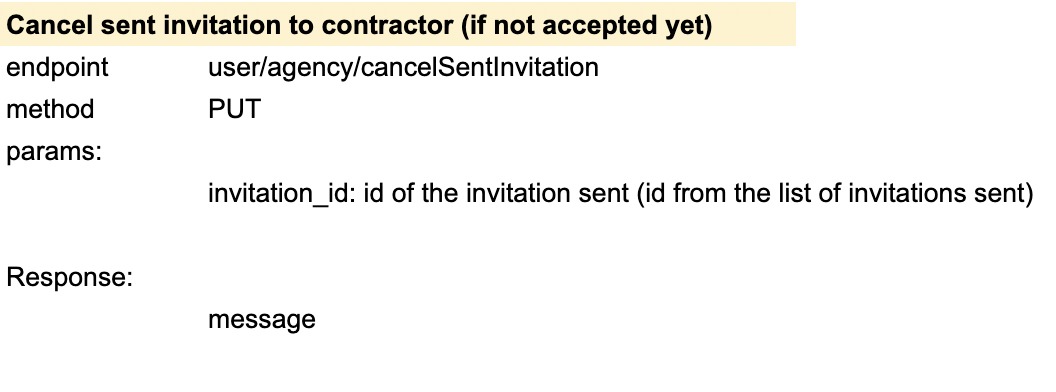 Cancel sent invitation to contractor (if not accepted yet)
endpoint user/agency/cancelSentInvitation
method PUT
params:
invitation_id: id of the invitation sent (id from the list of invitations sent)
Response:
message